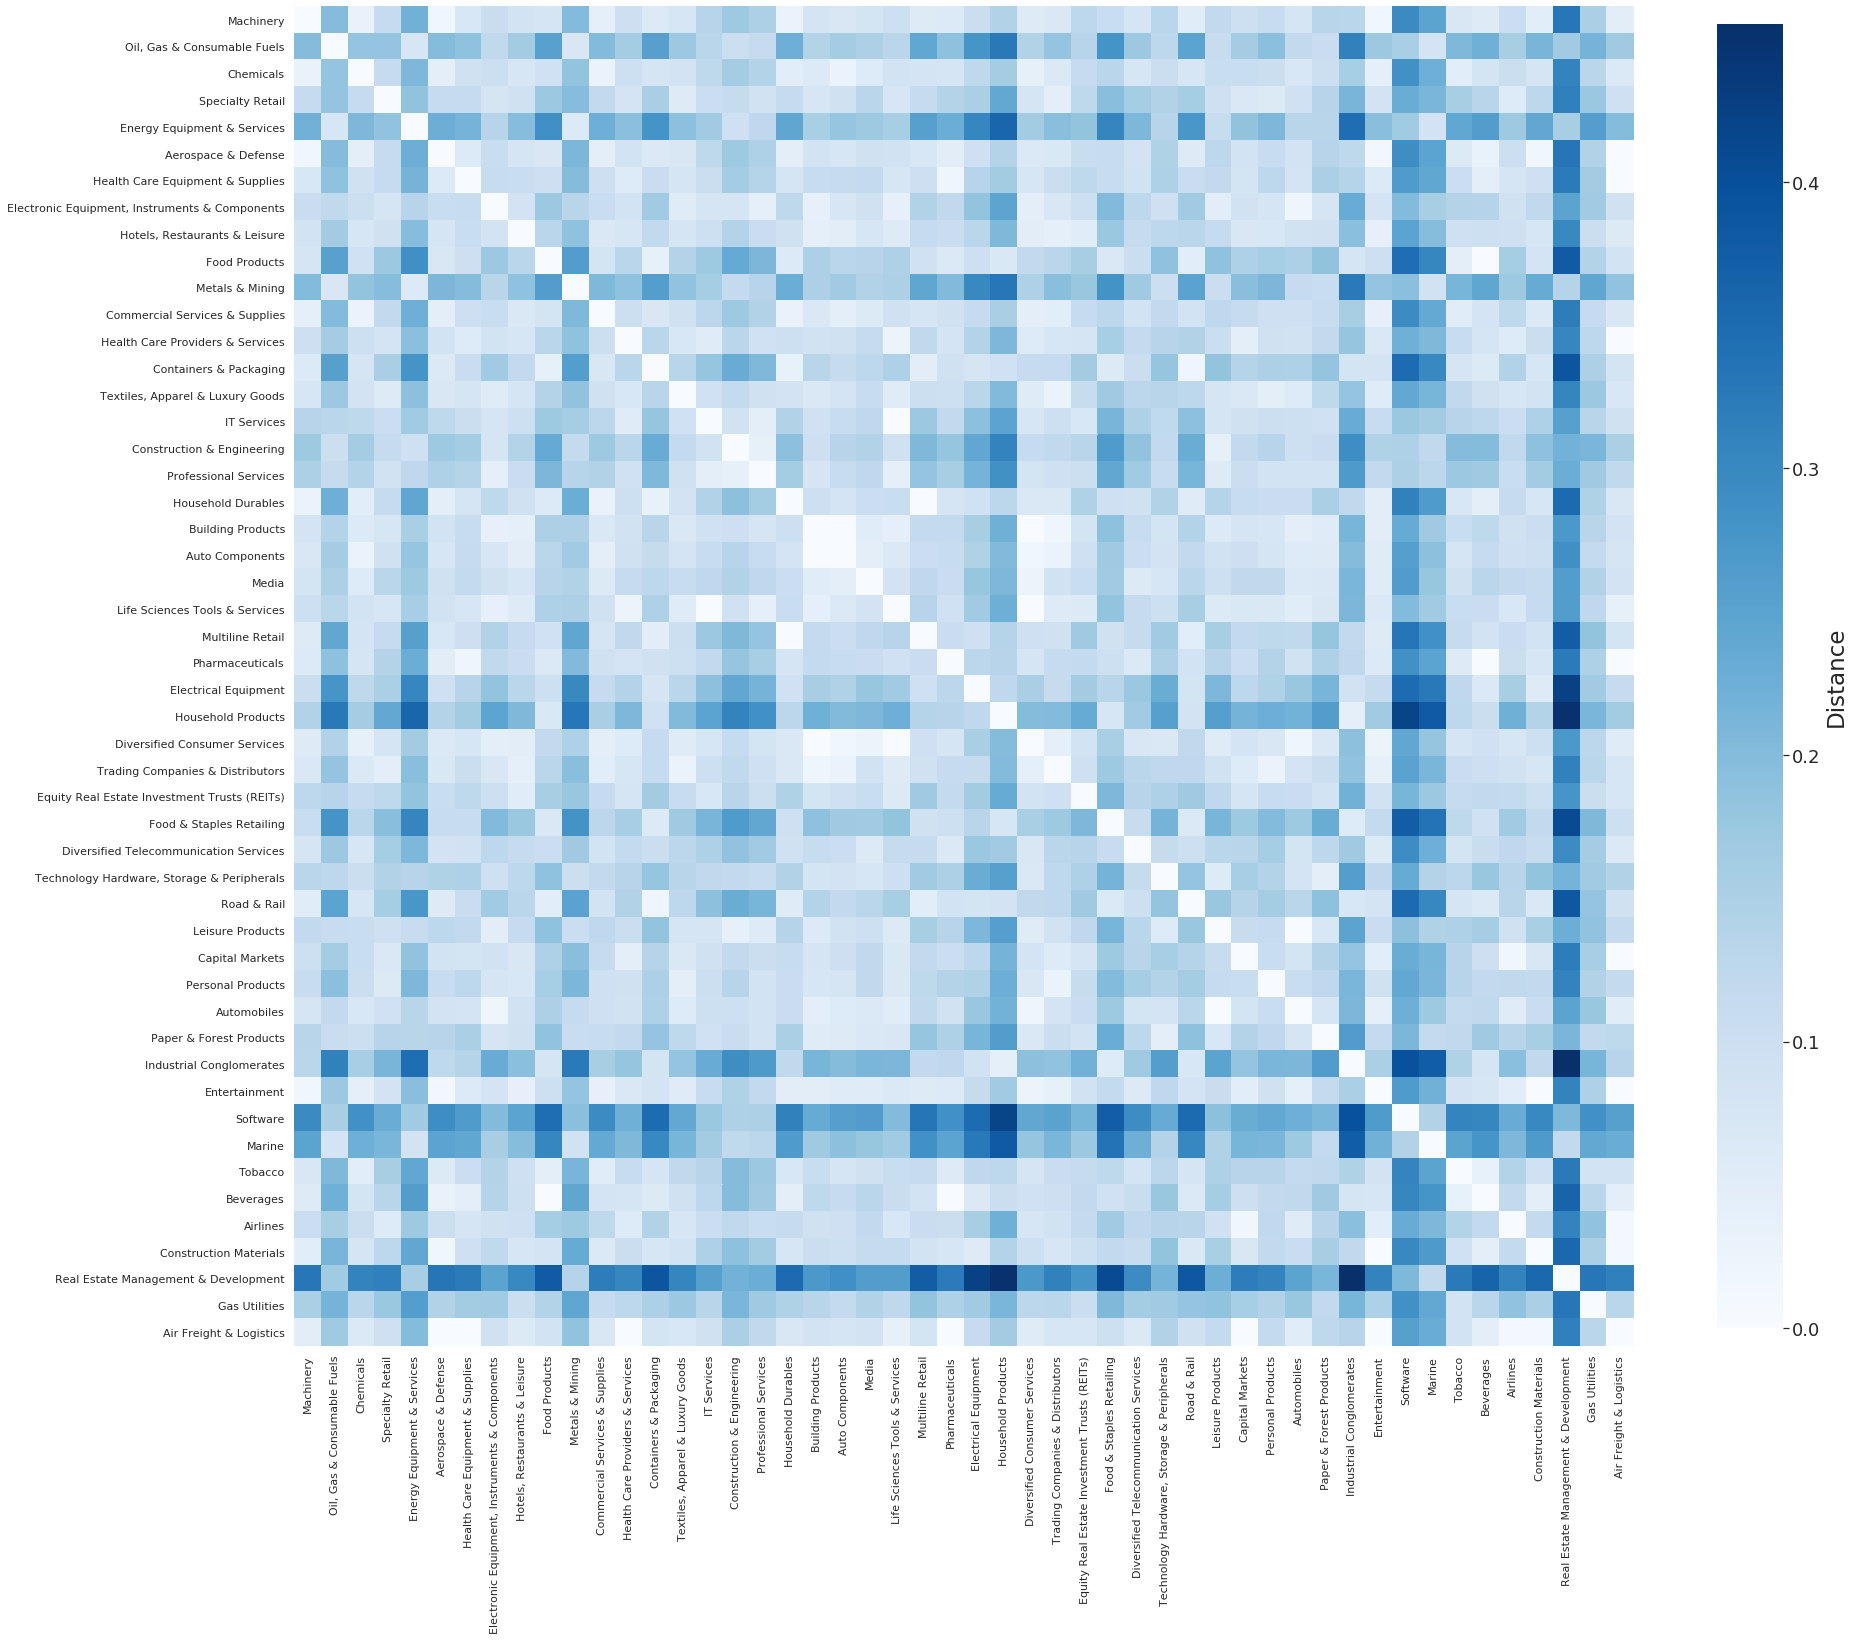 Machinery
Oil, Gas & Consumable Fuels
Chemicals
Specialty Retail
Energy Equipment & Services
Aerospace & Defense
Health Care Equipment & Supplies
Electronic Equipment, Instruments & Components
Hotels, Restaurants & Leisure
Food Products
Metals & Mining
Commercial Services & Supplies
Health Care Providers & Services
Containers & Packaging
Textiles, Apparel & Luxury Goods
IT Services
Construction & Engineering
Professional Services
Household Durables
Building Products
Auto Components
Media
Life Sciences Tools & Services
Multiline Retail
Pharmaceuticals
Electrical Equipment
Household Products
Diversified Consumer Services
Trading Companies & Distributors
Equity Real Estate Investment Trusts (REITs)
Food & Staples Retailing
Diversified Telecommunication Services
Technology Hardware, Storage & Peripherals
Road & Rail
Leisure Products
Capital Markets
Personal Products
Automobiles
Paper & Forest Products
Industrial Conglomerates
Entertainment
Software
Marine
Tobacco
Beverages
Airlines
Construction Materials
Real Estate Management & Development
Gas Utilities
Air Freight & Logistics
Machinery
Oil, Gas & Consumable Fuels
Chemicals
Specialty Retail
Energy Equipment & Services
Aerospace & Defense
Health Care Equipment & Supplies
Electronic Equipment, Instruments & Components
Hotels, Restaurants & Leisure
Food Products
Metals & Mining
Commercial Services & Supplies
Health Care Providers & Services
Containers & Packaging
Textiles, Apparel & Luxury Goods
IT Services
Construction & Engineering
Professional Services
Household Durables
Building Products
Auto Components
Media
Life Sciences Tools & Services
Multiline Retail
Pharmaceuticals
Electrical Equipment
Household Products
Diversified Consumer Services
Trading Companies & Distributors
Equity Real Estate Investment Trusts (REITs)
Food & Staples Retailing
Diversified Telecommunication Services
Technology Hardware, Storage & Peripherals
Road & Rail
Leisure Products
Capital Markets
Personal Products
Automobiles
Paper & Forest Products
Industrial Conglomerates
Entertainment
Software
Marine
Tobacco
Beverages
Airlines
Construction Materials
Real Estate Management & Development
Gas Utilities
Air Freight & Logistics
0.4
0.3
0.2
0.1
0.0
Distance